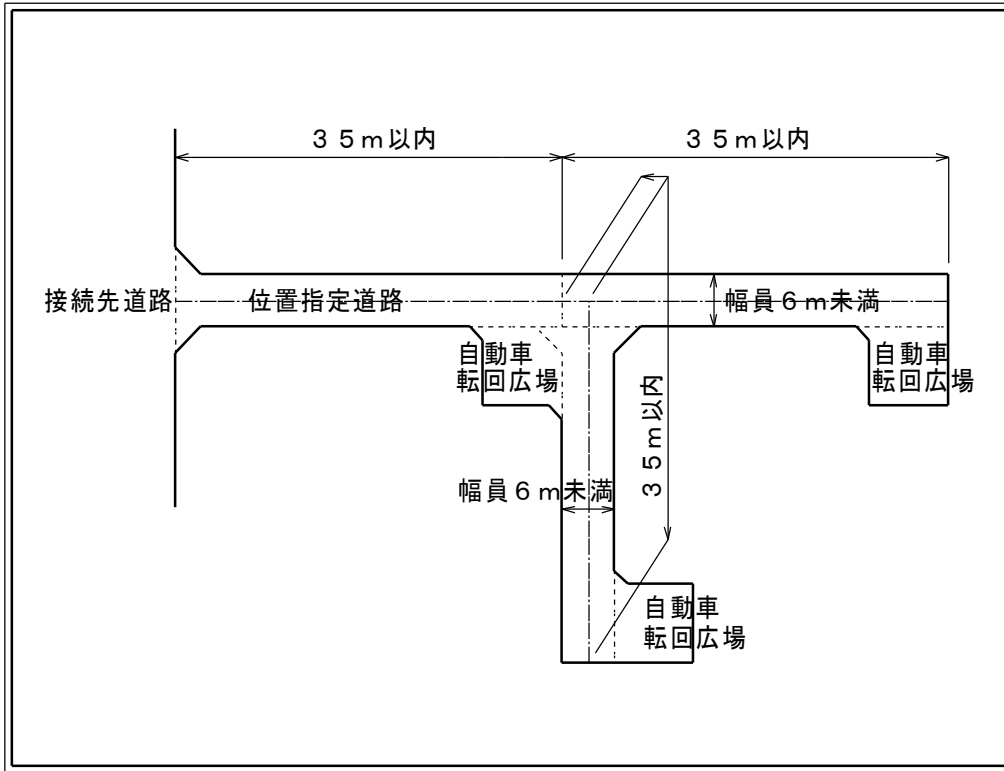 ３５ｍ以内
３５ｍ以内
接続先道路
位置指定道路
幅員６ｍ未満
自動車
転回広場
自動車
転回広場
３５ｍ以内
幅員６ｍ未満
自動車
転回広場